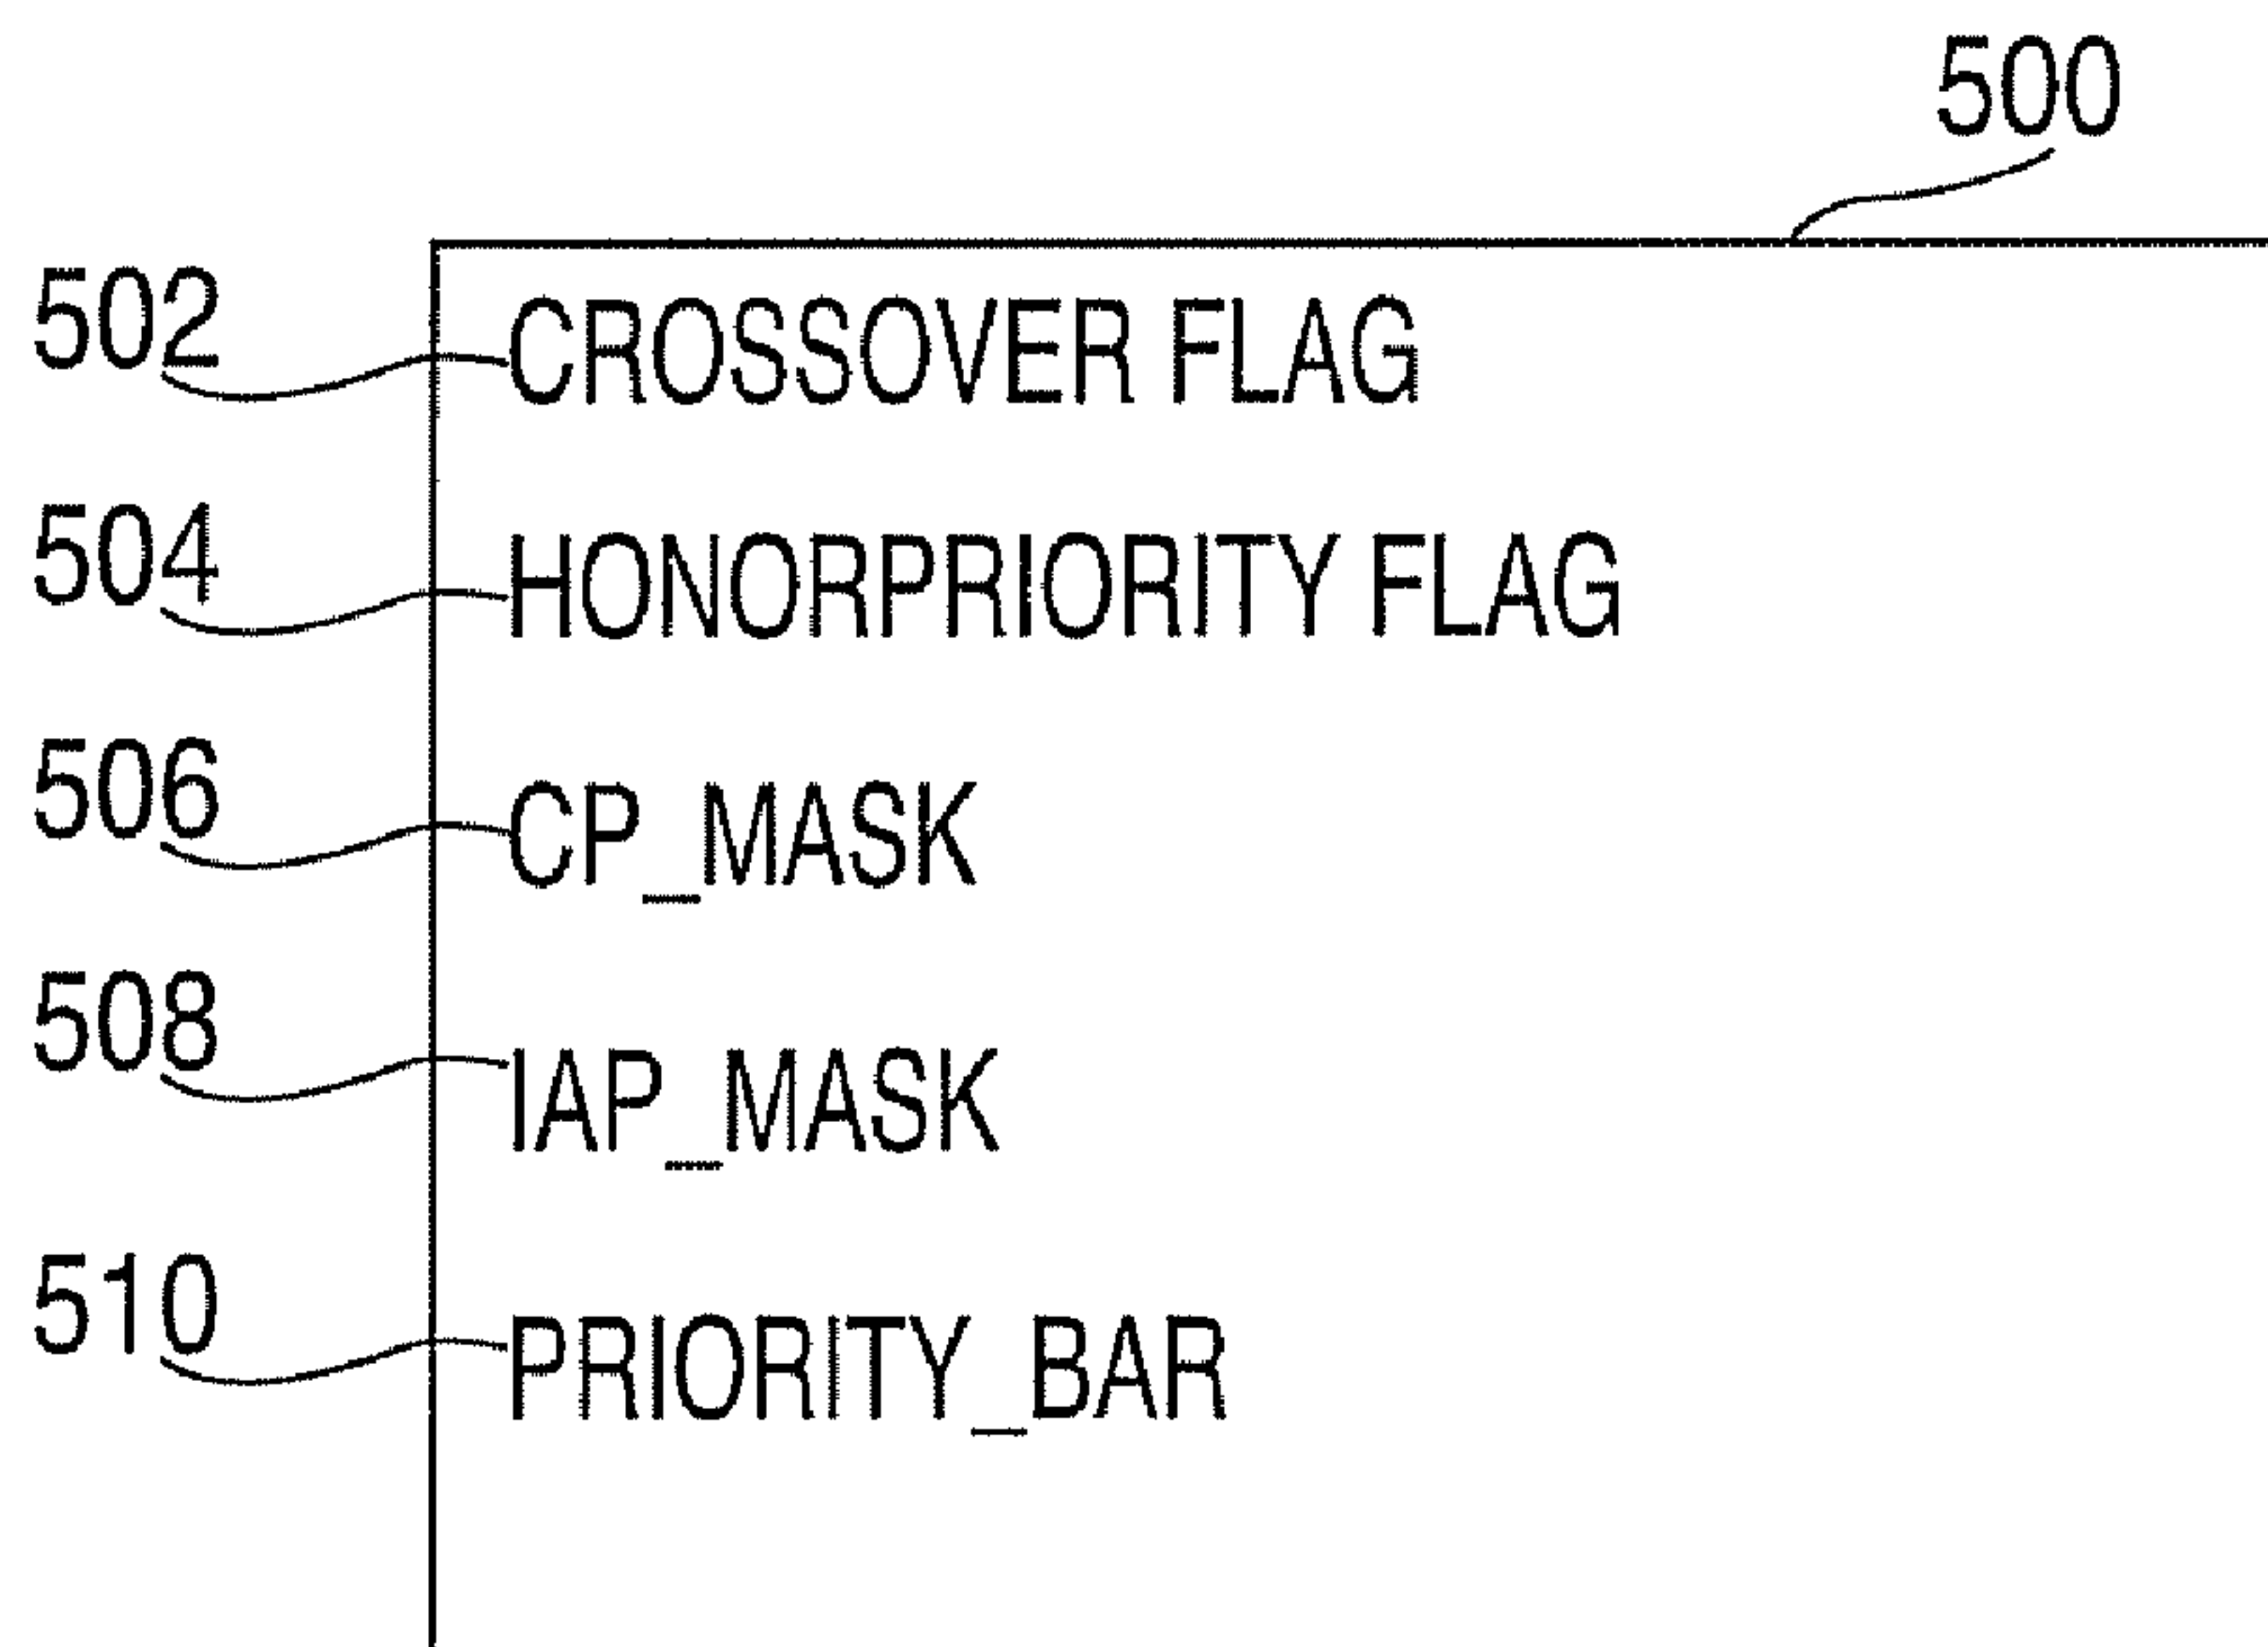 500
502 CROSSOVER FLAG
504 HONORPRIORITY FLAG
506 CP_MASK
508 IAP_MASK
510 PRIORITY_BAR